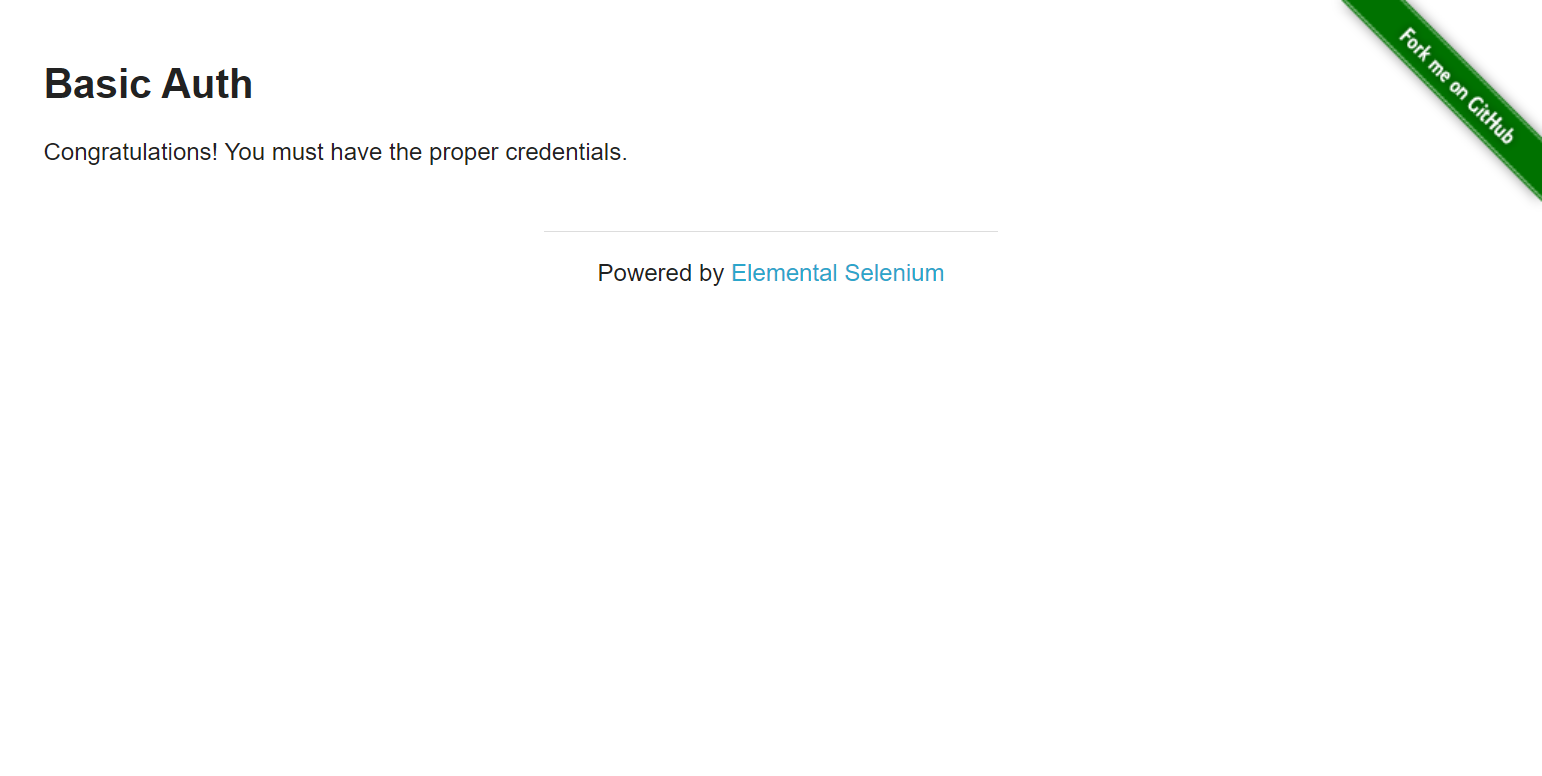 Fork me on GitHub
Basic Auth
Congratulations! You must have the proper credentials.
Powered by Elemental Selenium